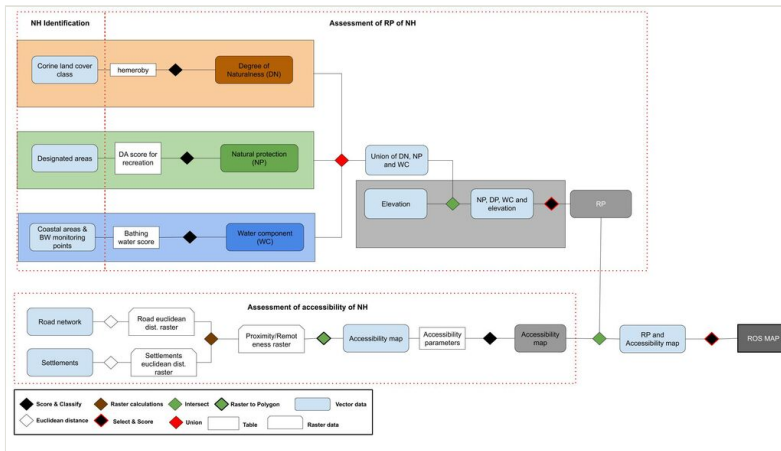 NH Identification
Assessment of RP of NH
Corine land cover
class
hemeroby
Degree of
Naturalness (DN)
Designated areas
DA score for
recreation
Natural protection
(NP)
Union of DN, NP
and WC
Elevation
NP, DP, WC and
elevation
RP
Coastal areas &
BW monitoring
points
Bathing
water score
Water component
(WC)
Assessment of accessibility of NH
Road network
Road euclidean
dist. raster
Settlements
Settlements
euclidean dist.
raster
Proximity/Remot
eness raster
Accessibility map
Accessibility
parameters
Accessibility
map
RP and
Accessibility map
ROS MAP
Score & Classify
Raster calculations
Intersect
Raster to Polygon
Vector data
Euclidean distance
Select & Score
Union
Table
Raster data